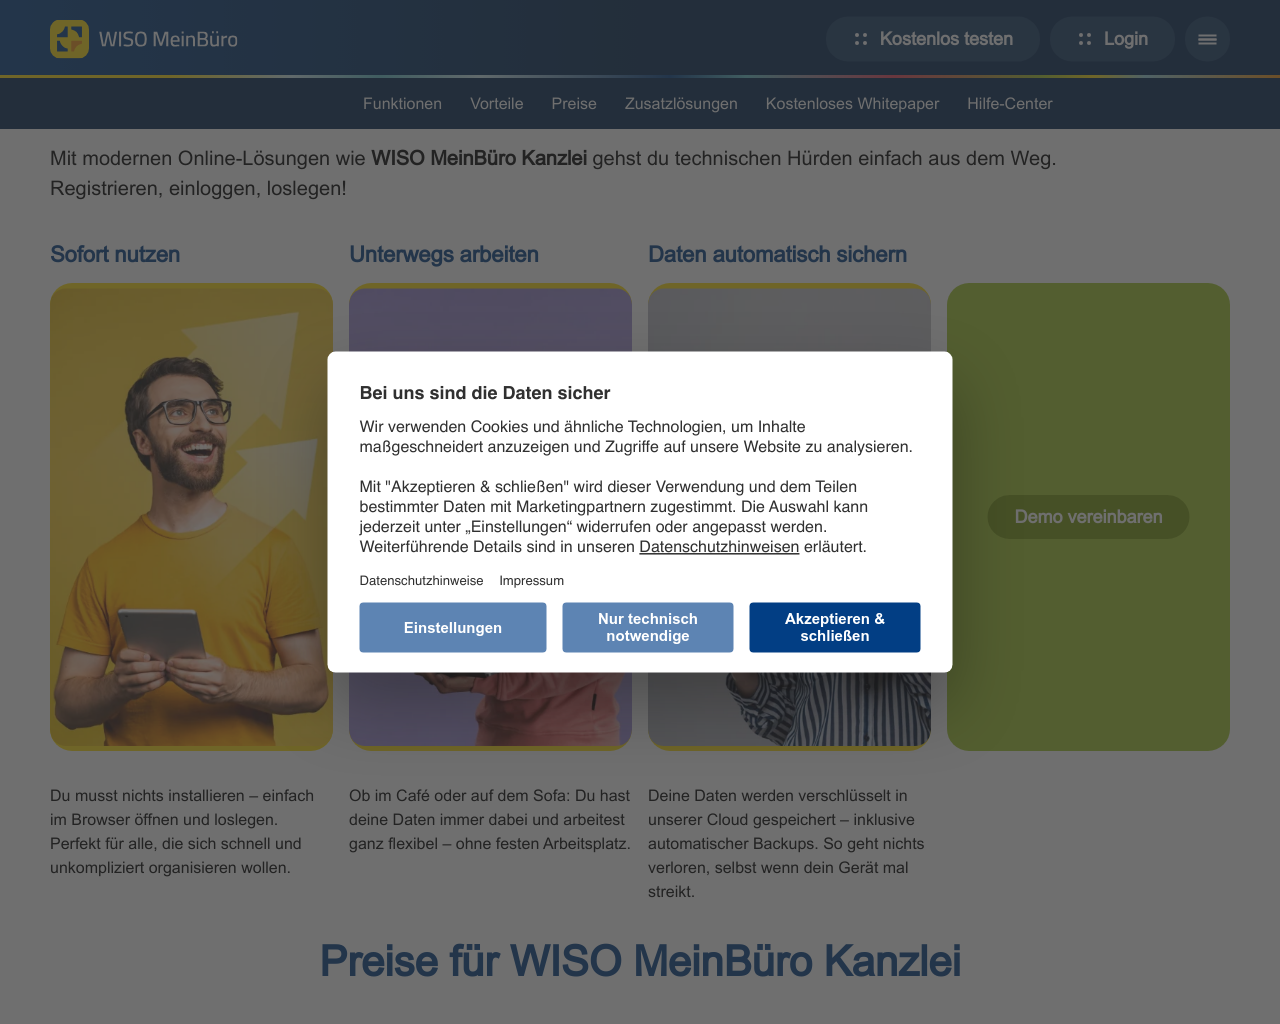 WISO MeinBüro
Kostenlos testen
Login
Funktionen
Vorteile
Preise
Zusatzlösungen
Kostenloses Whitepaper
Hilfe-Center
Mit modernen Online-Lösungen wie WISO MeinBüro Kanzlei gehst du technischen Hürden einfach aus dem Weg.
Registrieren, einloggen, loslegen!
Sofort nutzen
Unterwegs arbeiten
Daten automatisch sichern
Bei uns sind die Daten sicher
Wir verwenden Cookies und ähnliche Technologien, um Inhalte
maßgeschneidert anzuzeigen und Zugriffe auf unsere Website zu analysieren.
Mit "Akzeptieren & schließen" wird dieser Verwendung und dem Teilen
bestimmter Daten mit Marketingpartnern zugestimmt. Die Auswahl kann
jederzeit unter „Einstellungen“ widerrufen oder angepasst werden.
Weiterführende Details sind in unseren Datenschutzhinweisen erläutert.
Datenschutzhinweise
Impressum
Einstellungen
Nur technisch
notwendige
Akzeptieren &
schließen
Demo vereinbaren
Du musst nichts installieren – einfach
im Browser öffnen und loslegen.
Perfekt für alle, die sich schnell und
unkompliziert organisieren wollen.
Ob im Café oder auf dem Sofa: Du hast
deine Daten immer dabei und arbeitest
ganz flexibel – ohne festen Arbeitsplatz.
Deine Daten werden verschlüsselt in
unserer Cloud gespeichert – inklusive
automatischer Backups. So geht nichts
verloren, selbst wenn dein Gerät mal
streikt.
Preise für WISO MeinBüro Kanzlei